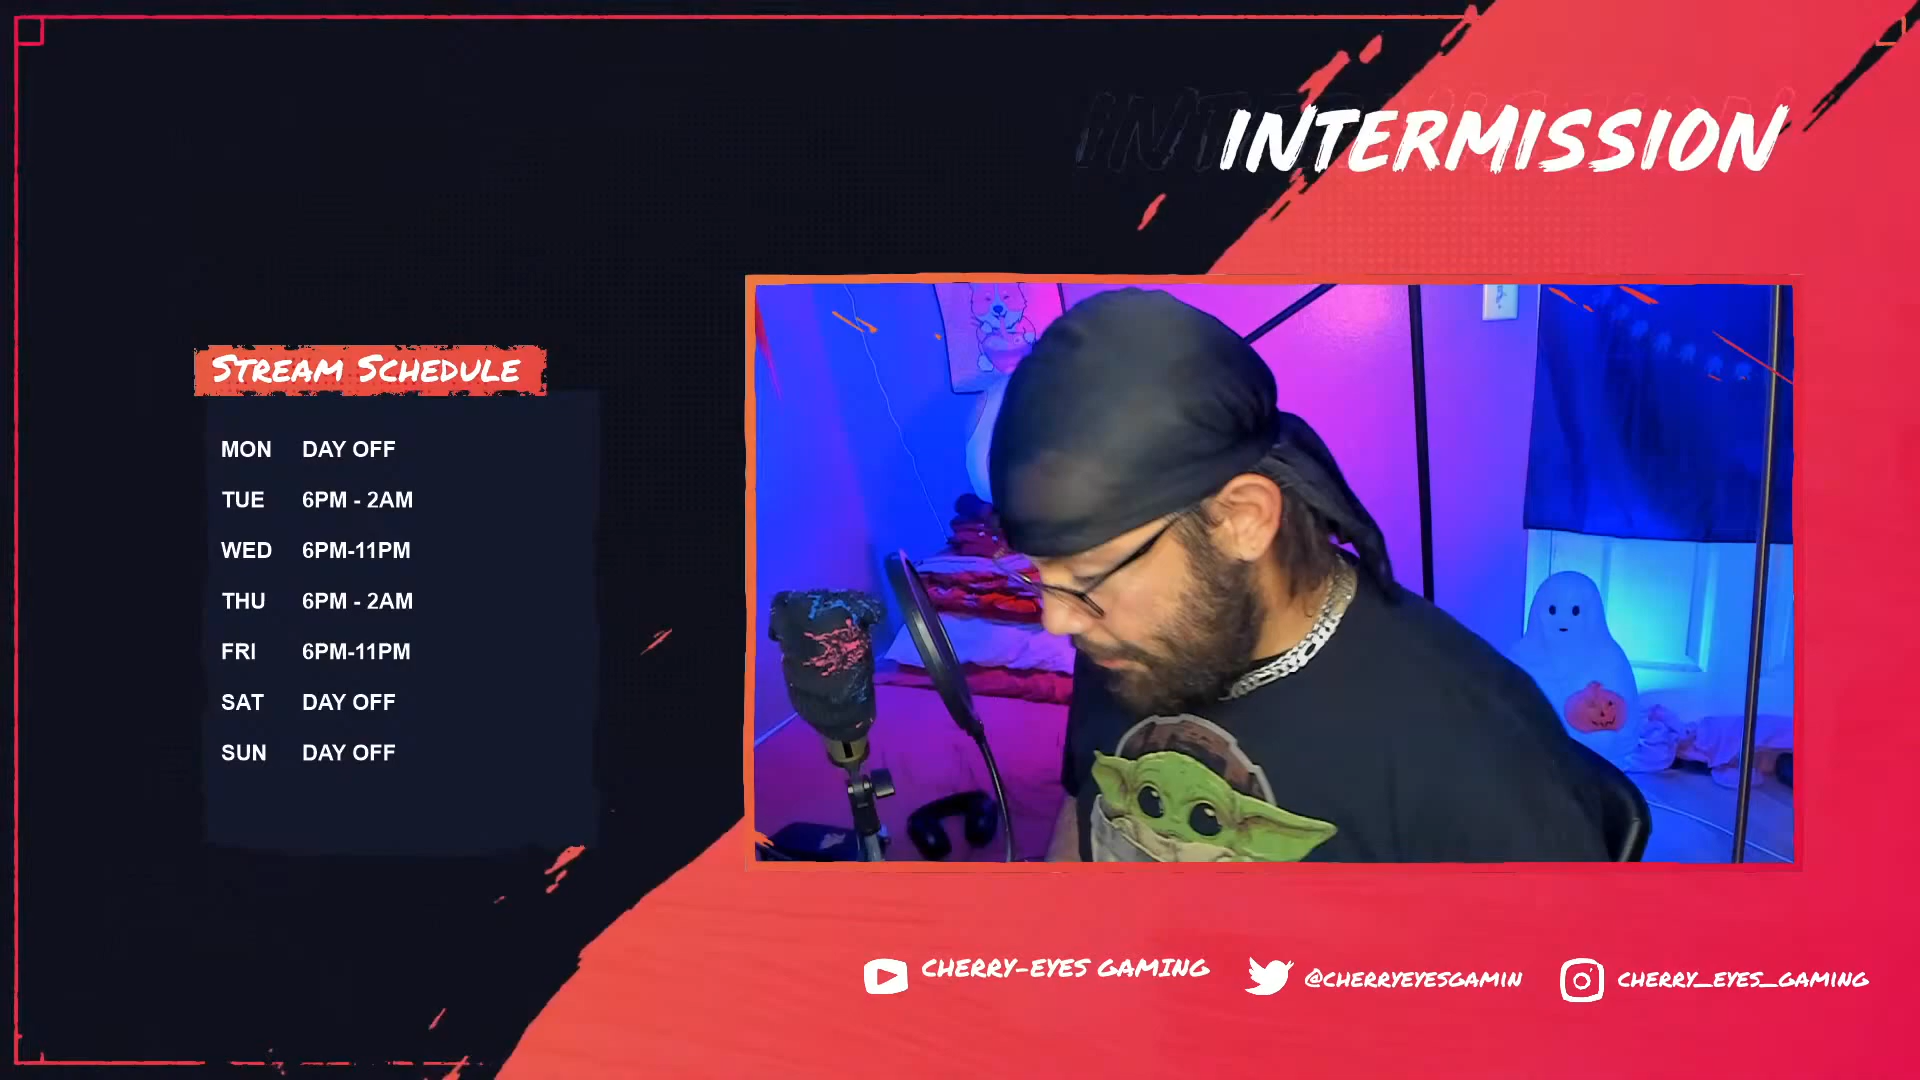 INTERMISSION
STREAM SCHEDULE
MON DAY OFF
TUE 6PM - 2AM
WED 6PM-11PM
THU 6PM - 2AM
FRI 6PM-11PM
SAT DAY OFF
SUN DAY OFF
CHERRY-EYES GAMING
@CHERRYEYESGAMIN
CHERRY_EYES_GAMING